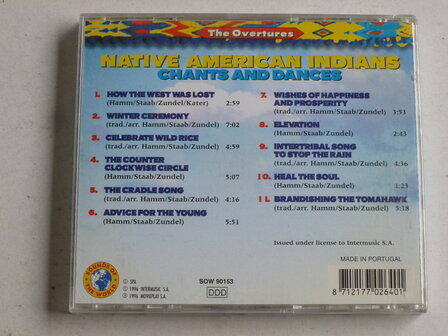 The Overtures
NATIVE AMERICAN INDIANS
CHANTS AND DANCES
1. HOW THE WEST WAS LOST
(Hamm/Staab/Zundel/Kater) 2:59
2. WINTER CEREMONY
(trad./arr. Hamm/Staab/Zundel) 7:02
3. CELEBRATE WILD RICE
(trad./arr. Hamm/Staab/Zundel) 4:59
4. THE COUNTER
CLOCKWISE CIRCLE
(Hamm/Staab/Zundel) 5:07
5. THE CRADLE SONG
(trad./arr. Hamm/Staab/Zundel) 4:16
6. ADVICE FOR THE YOUNG
(Hamm/Staab/Zundel) 5:51
7. WISHES OF HAPPINESS
AND PROSPERITY
(trad./arr. Hamm/Staab/Zundel) 3:53
8. ELEVATION
(Hamm/Staab/Zundel) 2:43
9. INTERTRIBAL SONG
TO STOP THE RAIN
(trad./arr. Hamm/Staab/Zundel) 4:36
10. HEAL THE SOUL
(Hamm/Staab/Zundel) 1:23
11. BRANDISHING THE TOMAHAWK
(trad./arr. Hamm/Staab/Zundel) 5:18
Issued under license to Intermusic S.A.
MADE IN PORTUGAL
SOUNDS OF
THE WORLD
SPA
1996 INTERMUSIC S.A.
1996 MOVIEPLAY S.A.
SOW 90153
DDD
8 712177 026401